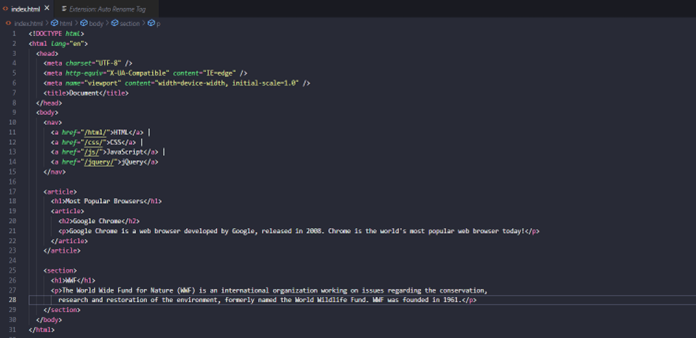 index.html × Extension: Auto Rename Tag
index.html > html > body > section > p
1 <!DOCTYPE html>
2 <html lang="en">
3 <head>
4 <meta charset="UTF-8" />
5 <meta http-equiv="X-UA-Compatible" content="IE=edge" />
6 <meta name="viewport" content="width=device-width, initial-scale=1.0" />
7 <title>Document</title>
8 </head>
9 <body>
10 <nav>
11 <a href="/html/">HTML</a> |
12 <a href="/css/">CSS</a> |
13 <a href="/js/">JavaScript</a> |
14 <a href="/jquery/">jQuery</a>
15 </nav>
16
17 <article>
18 <h1>Most Popular Browsers</h1>
19 <article>
20 <h2>Google Chrome</h2>
21 <p>Google Chrome is a web browser developed by Google, released in 2008. Chrome is the world's most popular web browser today!</p>
22 </article>
23 </article>
24
25 <section>
26 <h1>WWF</h1>
27 <p>The World Wide Fund for Nature (WWF) is an international organization working on issues regarding the conservation,
28 research and restoration of the environment, formerly named the World Wildlife Fund. WWF was founded in 1961.</p>
29 </section>
30 </body>
31 </html>